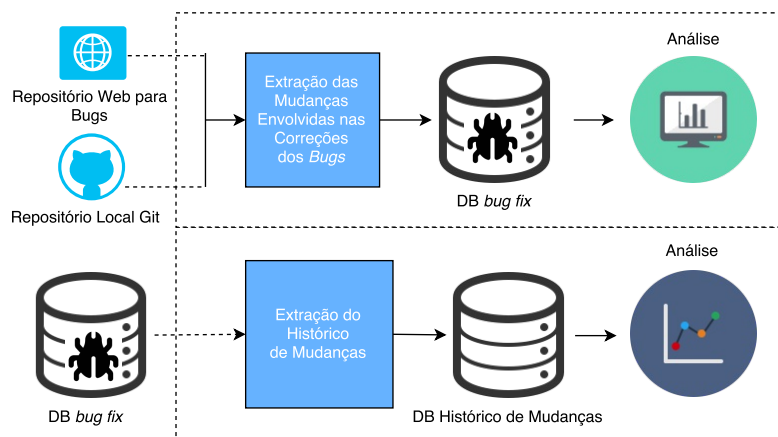 Repositório Web para
Bugs
Repositório Local Git
Extração das
Mudanças
Envolvidas nas
Correções
dos Bugs
DB bug fix
Análise
DB bug fix
Extração do
Histórico
de Mudanças
DB Histórico de Mudanças
Análise